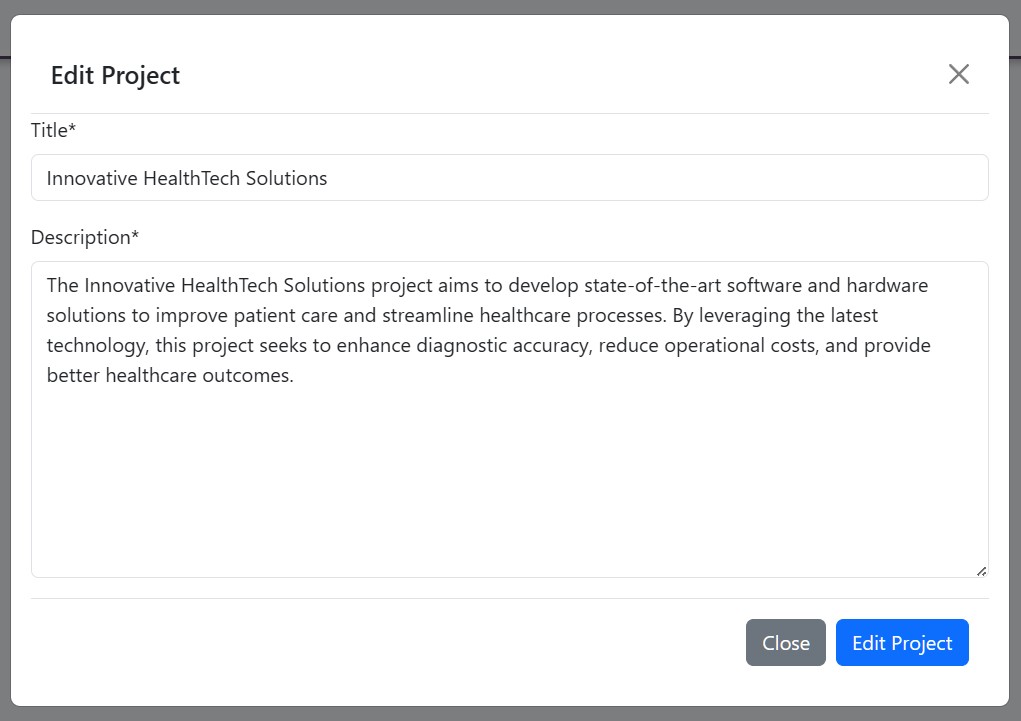 Edit Project
Title*
Innovative HealthTech Solutions
Description*
The Innovative HealthTech Solutions project aims to develop state-of-the-art software and hardware
solutions to improve patient care and streamline healthcare processes. By leveraging the latest
technology, this project seeks to enhance diagnostic accuracy, reduce operational costs, and provide
better healthcare outcomes.
Close
Edit Project